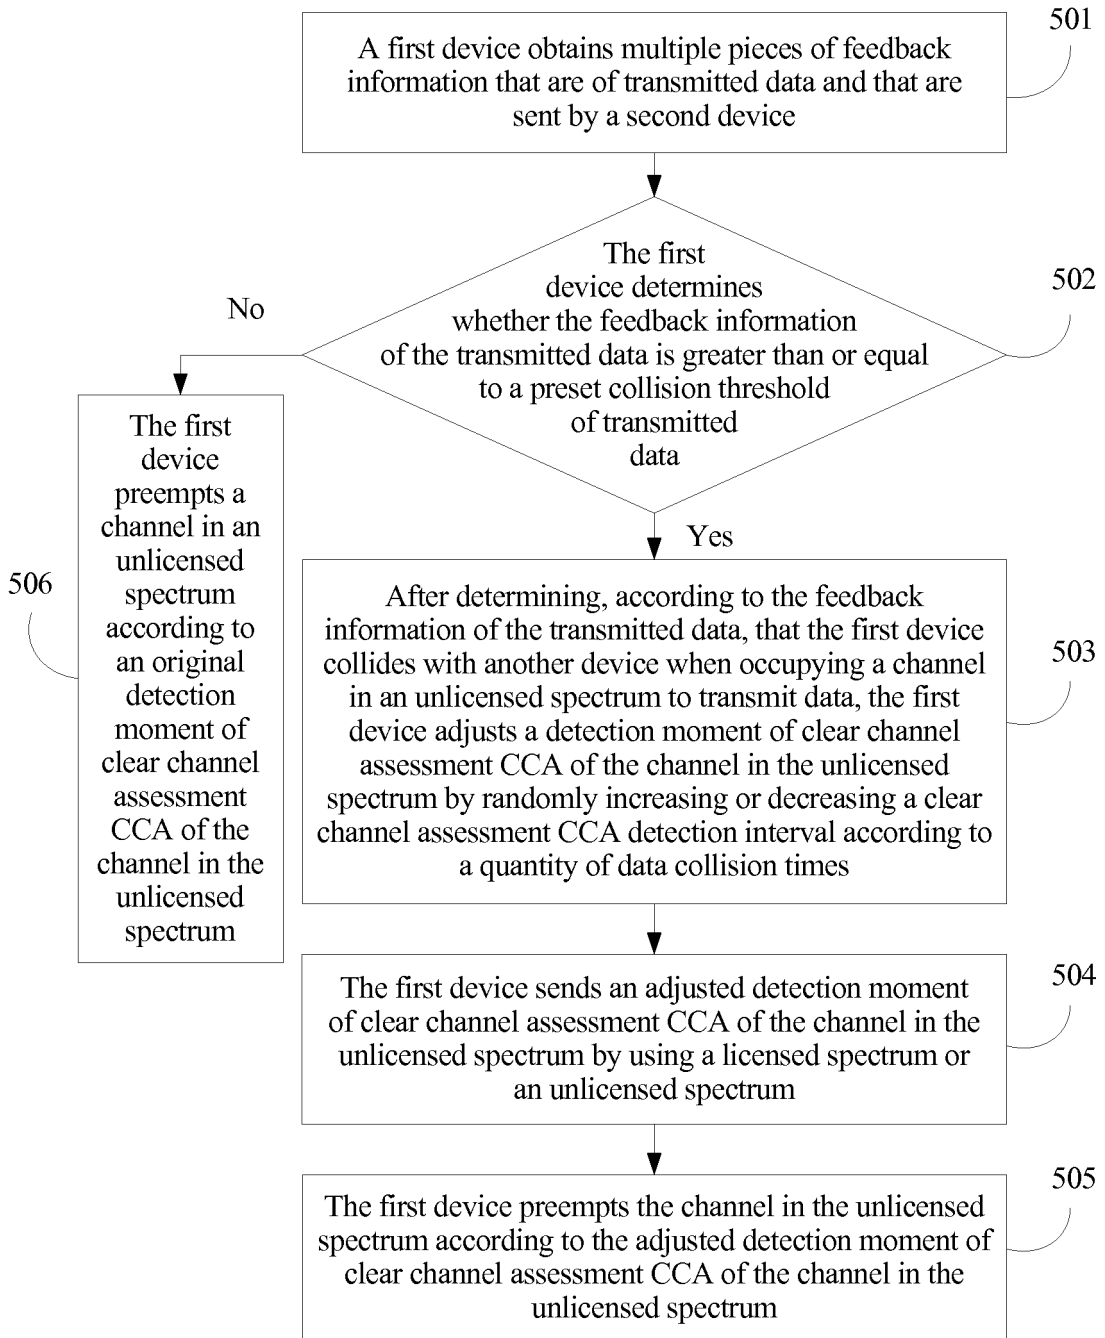 501
A first device obtains multiple pieces of feedback
information that are of transmitted data and that are
sent by a second device
502
The first
device determines
whether the feedback information
of the transmitted data is greater than or equal
to a preset collision threshold
of transmitted
data
No
Yes
506
The first
device
preempts a
channel in an
unlicensed
spectrum
according to
an original
detection
moment of
clear channel
assessment
CCA of the
channel in the
unlicensed
spectrum
503
After determining, according to the feedback
information of the transmitted data, that the first device
collides with another device when occupying a channel
in an unlicensed spectrum to transmit data, the first
device adjusts a detection moment of clear channel
assessment CCA of the channel in the unlicensed
spectrum by randomly increasing or decreasing a clear
channel assessment CCA detection interval according to
a quantity of data collision times
504
The first device sends an adjusted detection moment
of clear channel assessment CCA of the channel in the
unlicensed spectrum by using a licensed spectrum or
an unlicensed spectrum
505
The first device preempts the channel in the unlicensed
spectrum according to the adjusted detection moment of
clear channel assessment CCA of the channel in the
unlicensed spectrum